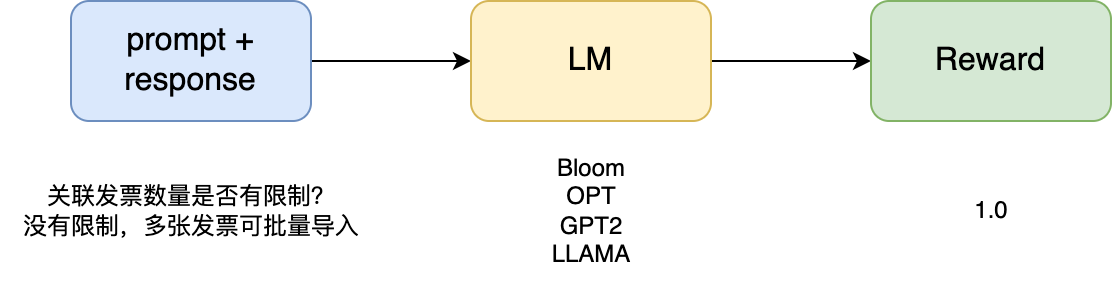 prompt +
response
LM
Reward
关联发票数量是否有限制？
没有限制，多张发票可批量导入
Bloom
OPT
GPT2
LLAMA
1.0